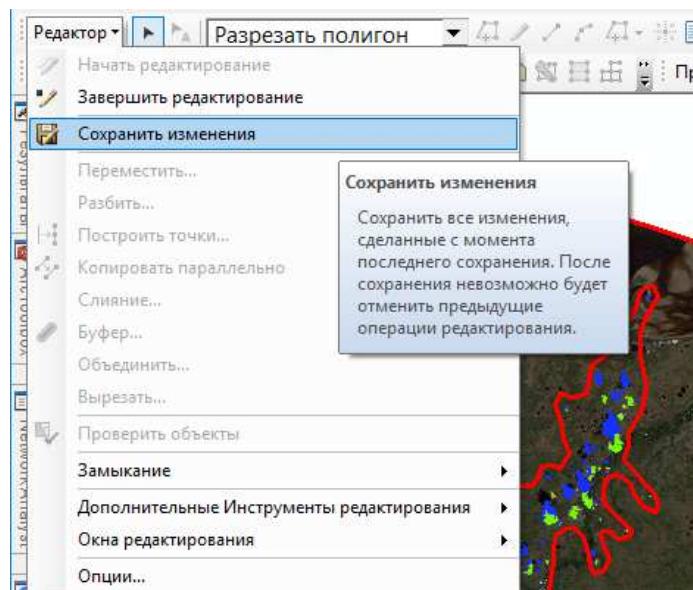 Редактор
Разрезать полигон
Начать редактирование
Завершить редактирование
Сохранить изменения
Переместить...
Разбить...
Построить точки...
Копировать параллельно
Слияние...
Буфер...
Объединить...
Вырезать...
Проверить объекты
Замыкание
Дополнительные Инструменты редактирования
Окна редактирования
Опции...
Сохранить изменения
Сохранить все изменения,
сделанные с момента
последнего сохранения. После
сохранения невозможно будет
отменить предыдущие
операции редактирования.